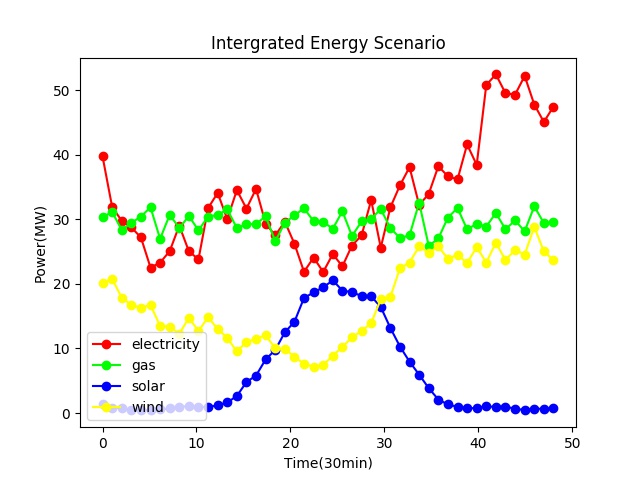 Intergrated Energy Scenario
Power(MW)
50
40
30
20
10
0
electricity
gas
solar
wind
0 10 20 30 40 50
Time(30min)